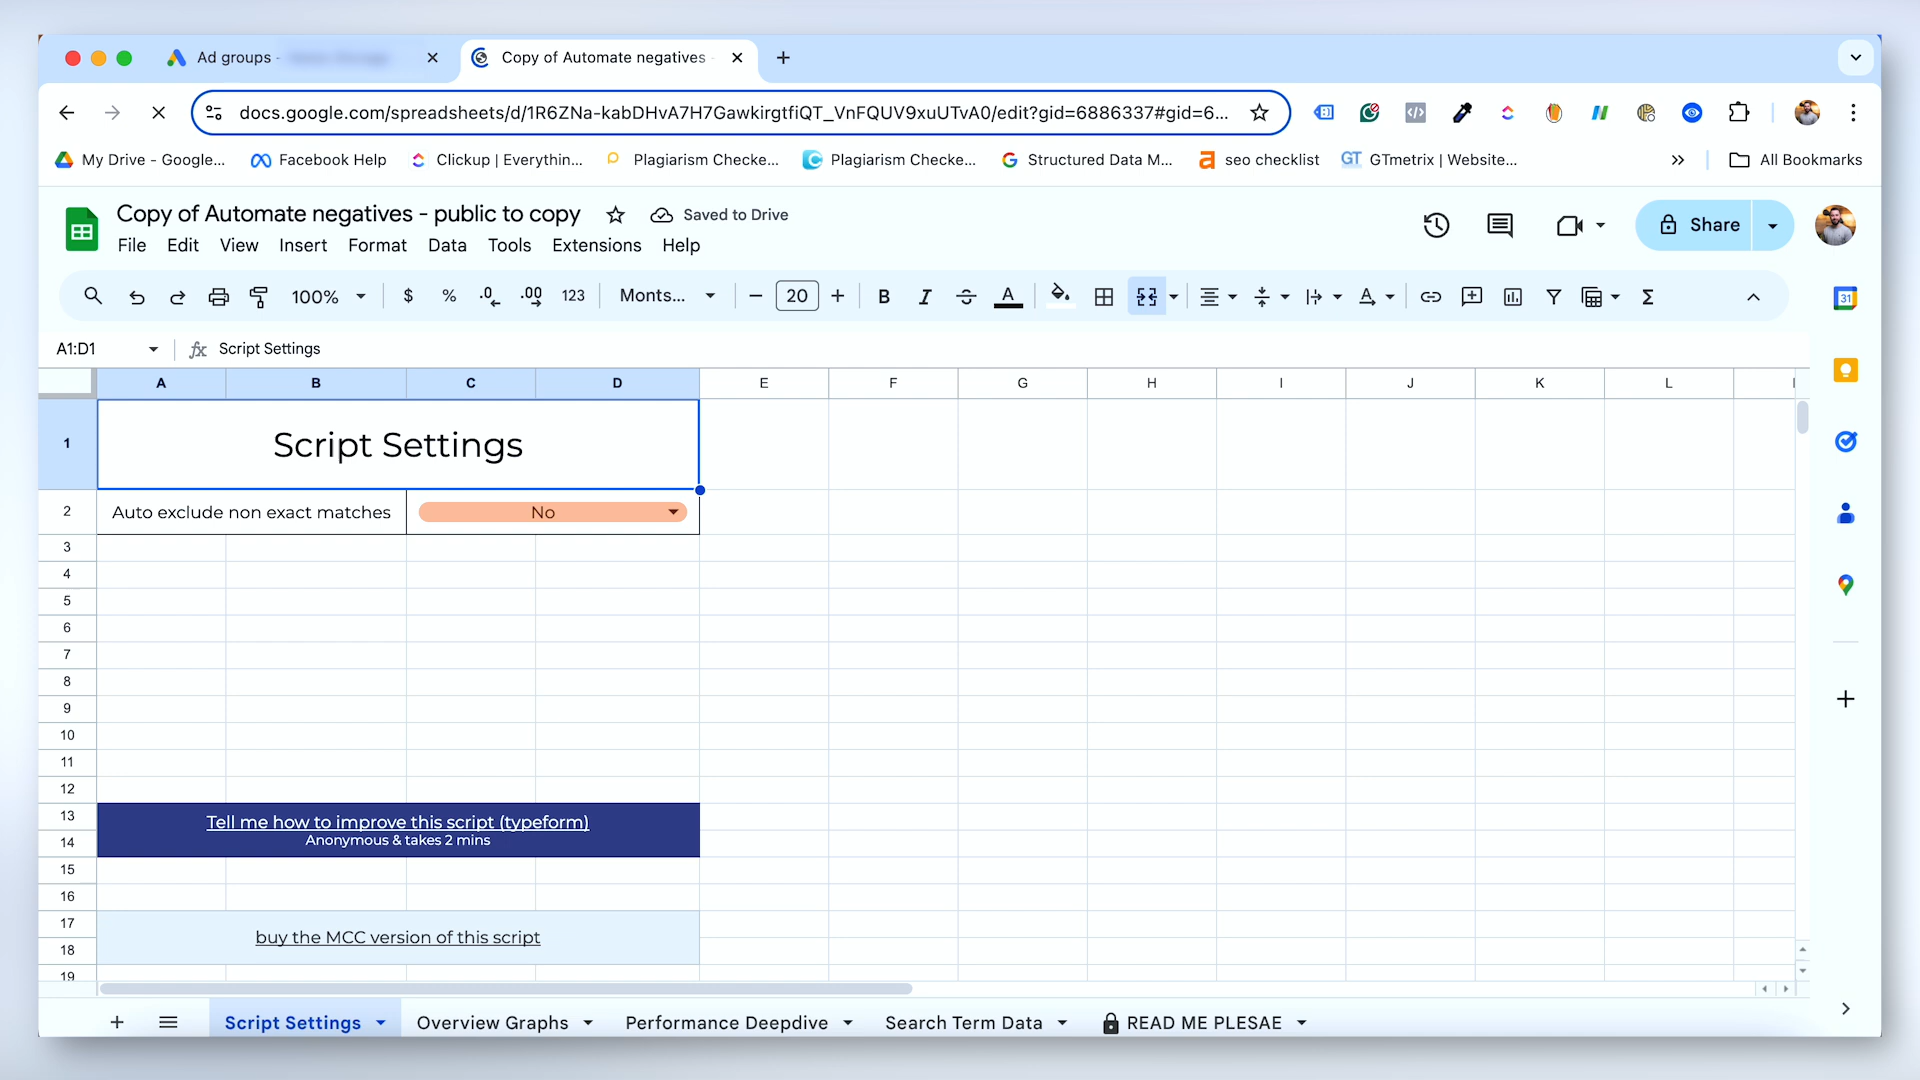 Ad groups -
Copy of Automate negatives
docs.google.com/spreadsheets/d/1R6ZNa-kabDHvA7H7GawkirgtfiQT_VnFQUV9xuUTvA0/edit?gid=6886337#gid=6...
My Drive - Google...
Facebook Help
Clickup | Everythin...
Plagiarism Checke...
Plagiarism Checke...
Structured Data M...
seo checklist
GT GTmetrix | Website...
All Bookmarks
Copy of Automate negatives - public to copy
Saved to Drive
Share
File Edit View Insert Format Data Tools Extensions Help
100% $ % .0 .00 123 Monts... 20 B I A A Σ
31
A1:D1 fx Script Settings
A B C D E F G H I J K L
1 Script Settings
2 Auto exclude non exact matches No
3
4
5
6
7
8
9
10
11
12
13 Tell me how to improve this script (typeform)
14 Anonymous & takes 2 mins
15
16
17
buy the MCC version of this script
18
19
Script Settings Overview Graphs Performance Deepdive Search Term Data READ ME PLESAE